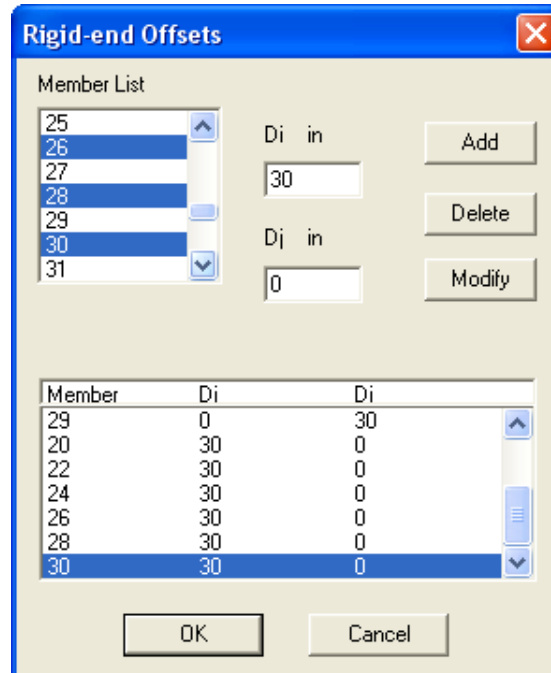 Rigid-end Offsets
Member List
25
26
27
28
29
30
31
Di in
30
Dj in
0
Add
Delete
Modify
Member Di Di
29 0 30
20 30 0
22 30 0
24 30 0
26 30 0
28 30 0
30 30 0
OK Cancel